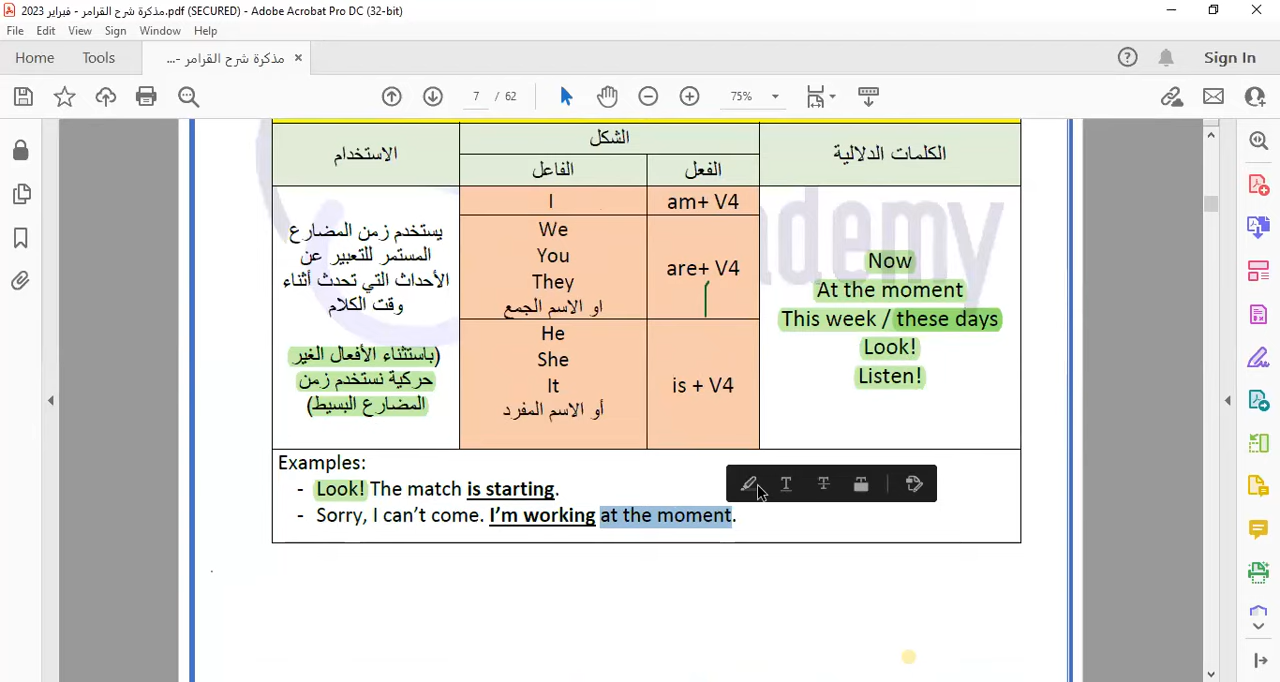 مذكرة شرح القرامر - فبراير 2023.pdf (SECURED) - Adobe Acrobat Pro DC (32-bit)
File Edit View Sign Window Help
Home Tools مذكرة شرح القرامر -... × Sign In
7 / 62 75%
الاستخدام الشكل الكلمات الدلالية
الفاعل الفعل
I am+ V4
We
You
They
او الاسم الجمع
are+ V4
He
She
It
أو الاسم المفرد
is + V4
يستخدم زمن المضارع
المستمر للتعبير عن
الأحداث التي تحدث أثناء
وقت الكلام
(باستثناء الأفعال الغير
حركية نستخدم زمن
المضارع البسيط)
Now
At the moment
This week / these days
Look!
Listen!
Examples:
- Look! The match is starting.
- Sorry, I can’t come. I’m working at the moment.
ademy